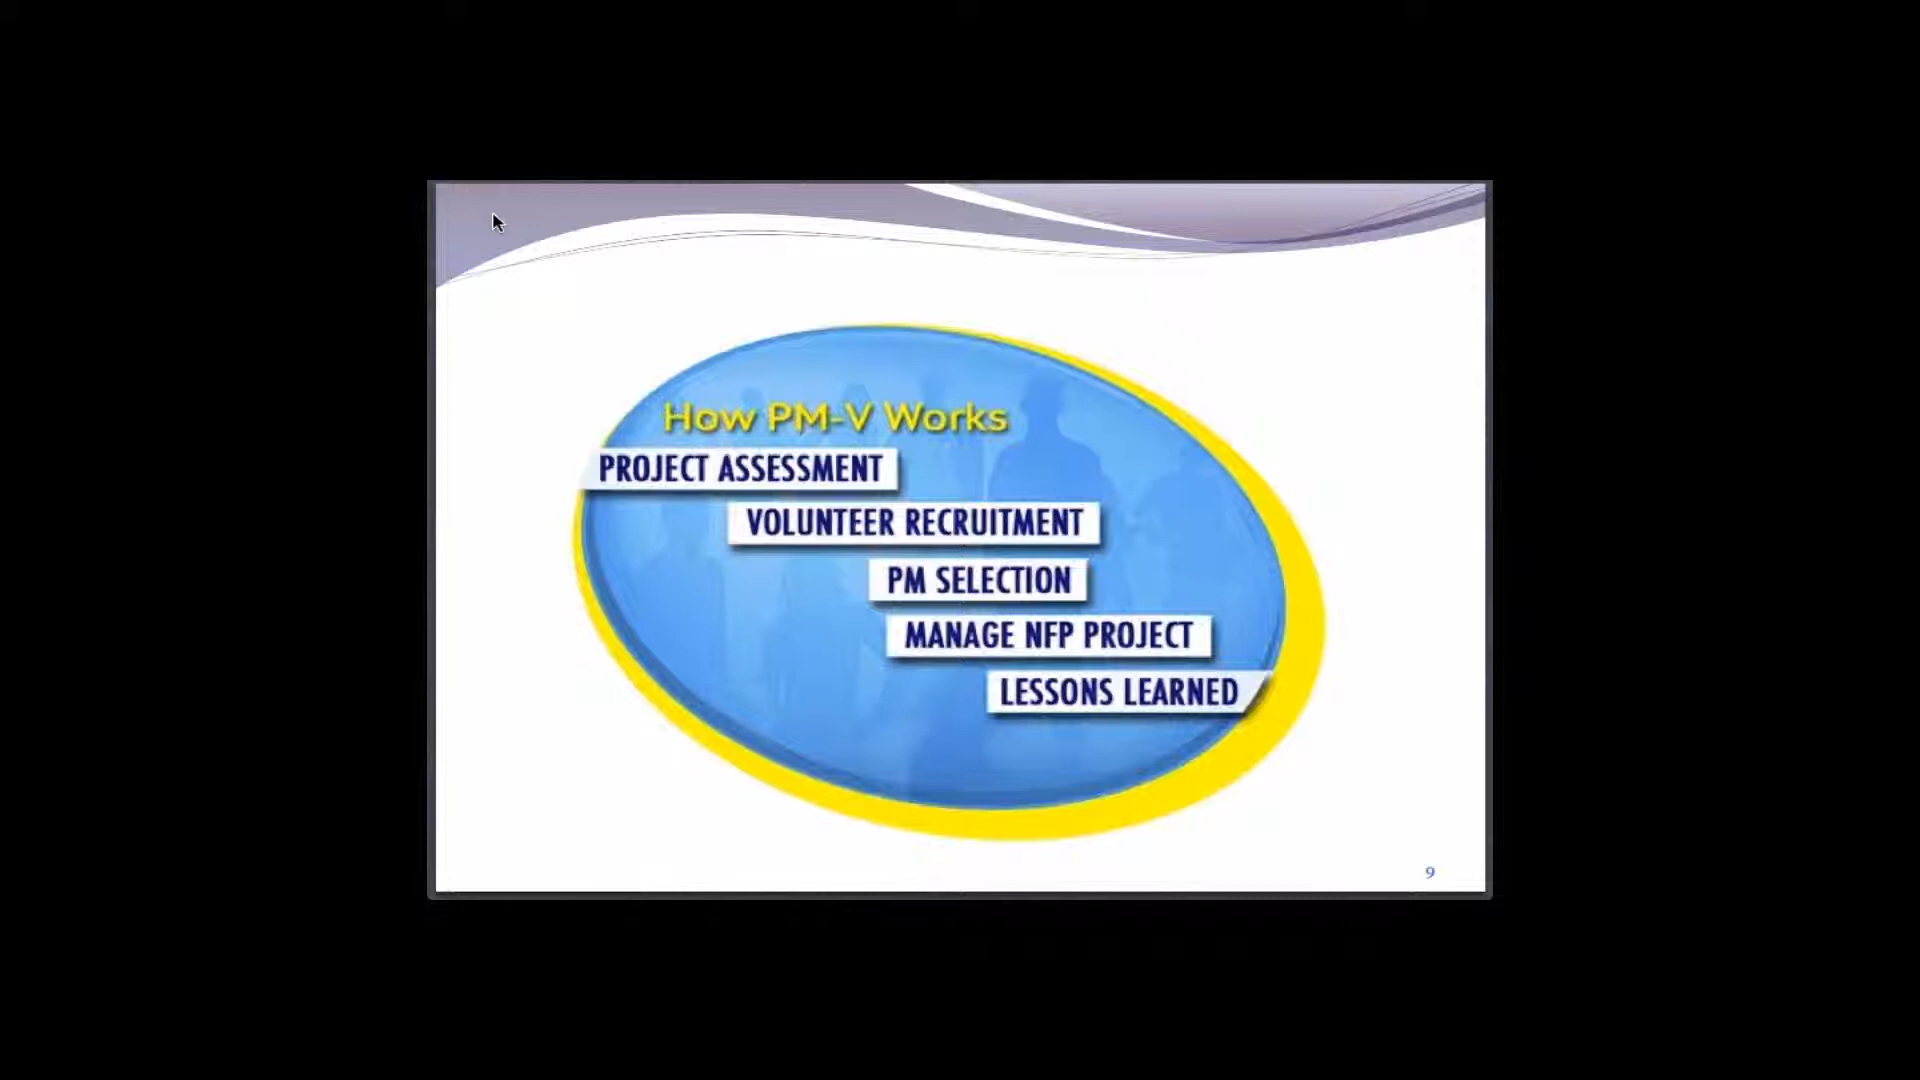 How PM-V Works
PROJECT ASSESSMENT
VOLUNTEER RECRUITMENT
PM SELECTION
MANAGE NFP PROJECT
LESSONS LEARNED
9